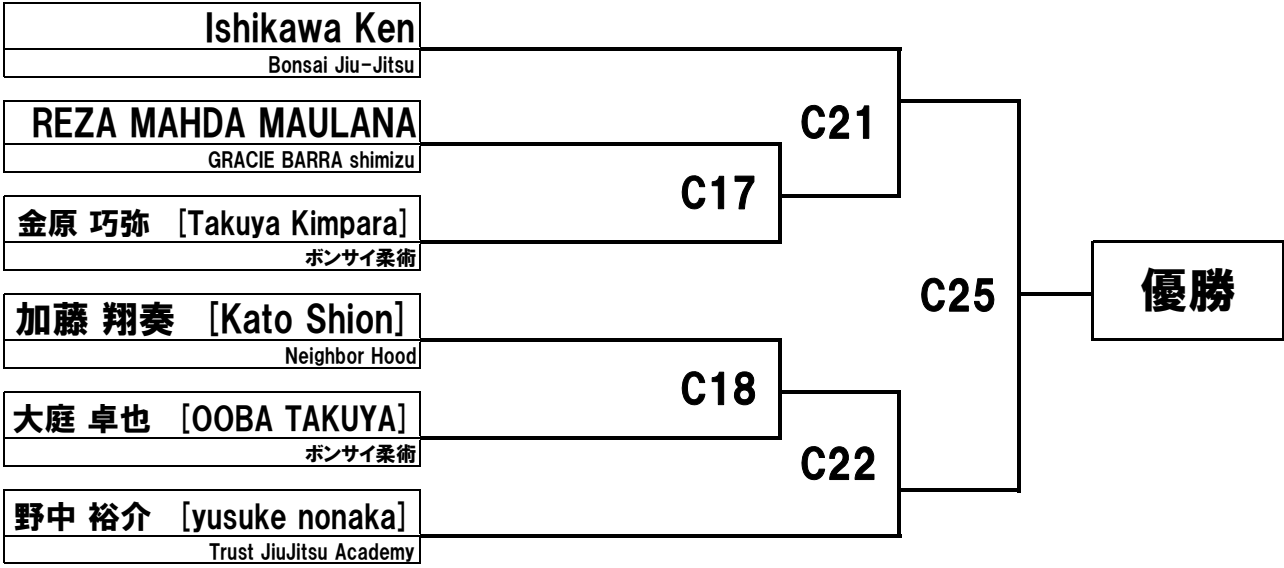 Ishikawa Ken
Bonsai Jiu-Jitsu
REZA MAHDA MAULANA
GRACIE BARRA shimizu
金原 巧弥 [Takuya Kimpara]
ボンサイ柔術
加藤 翔奏 [Kato Shion]
Neighbor Hood
大庭 卓也 [OOBA TAKUYA]
ボンサイ柔術
野中 裕介 [yusuke nonaka]
Trust JiuJitsu Academy
C17
C18
C21
C22
C25
優勝